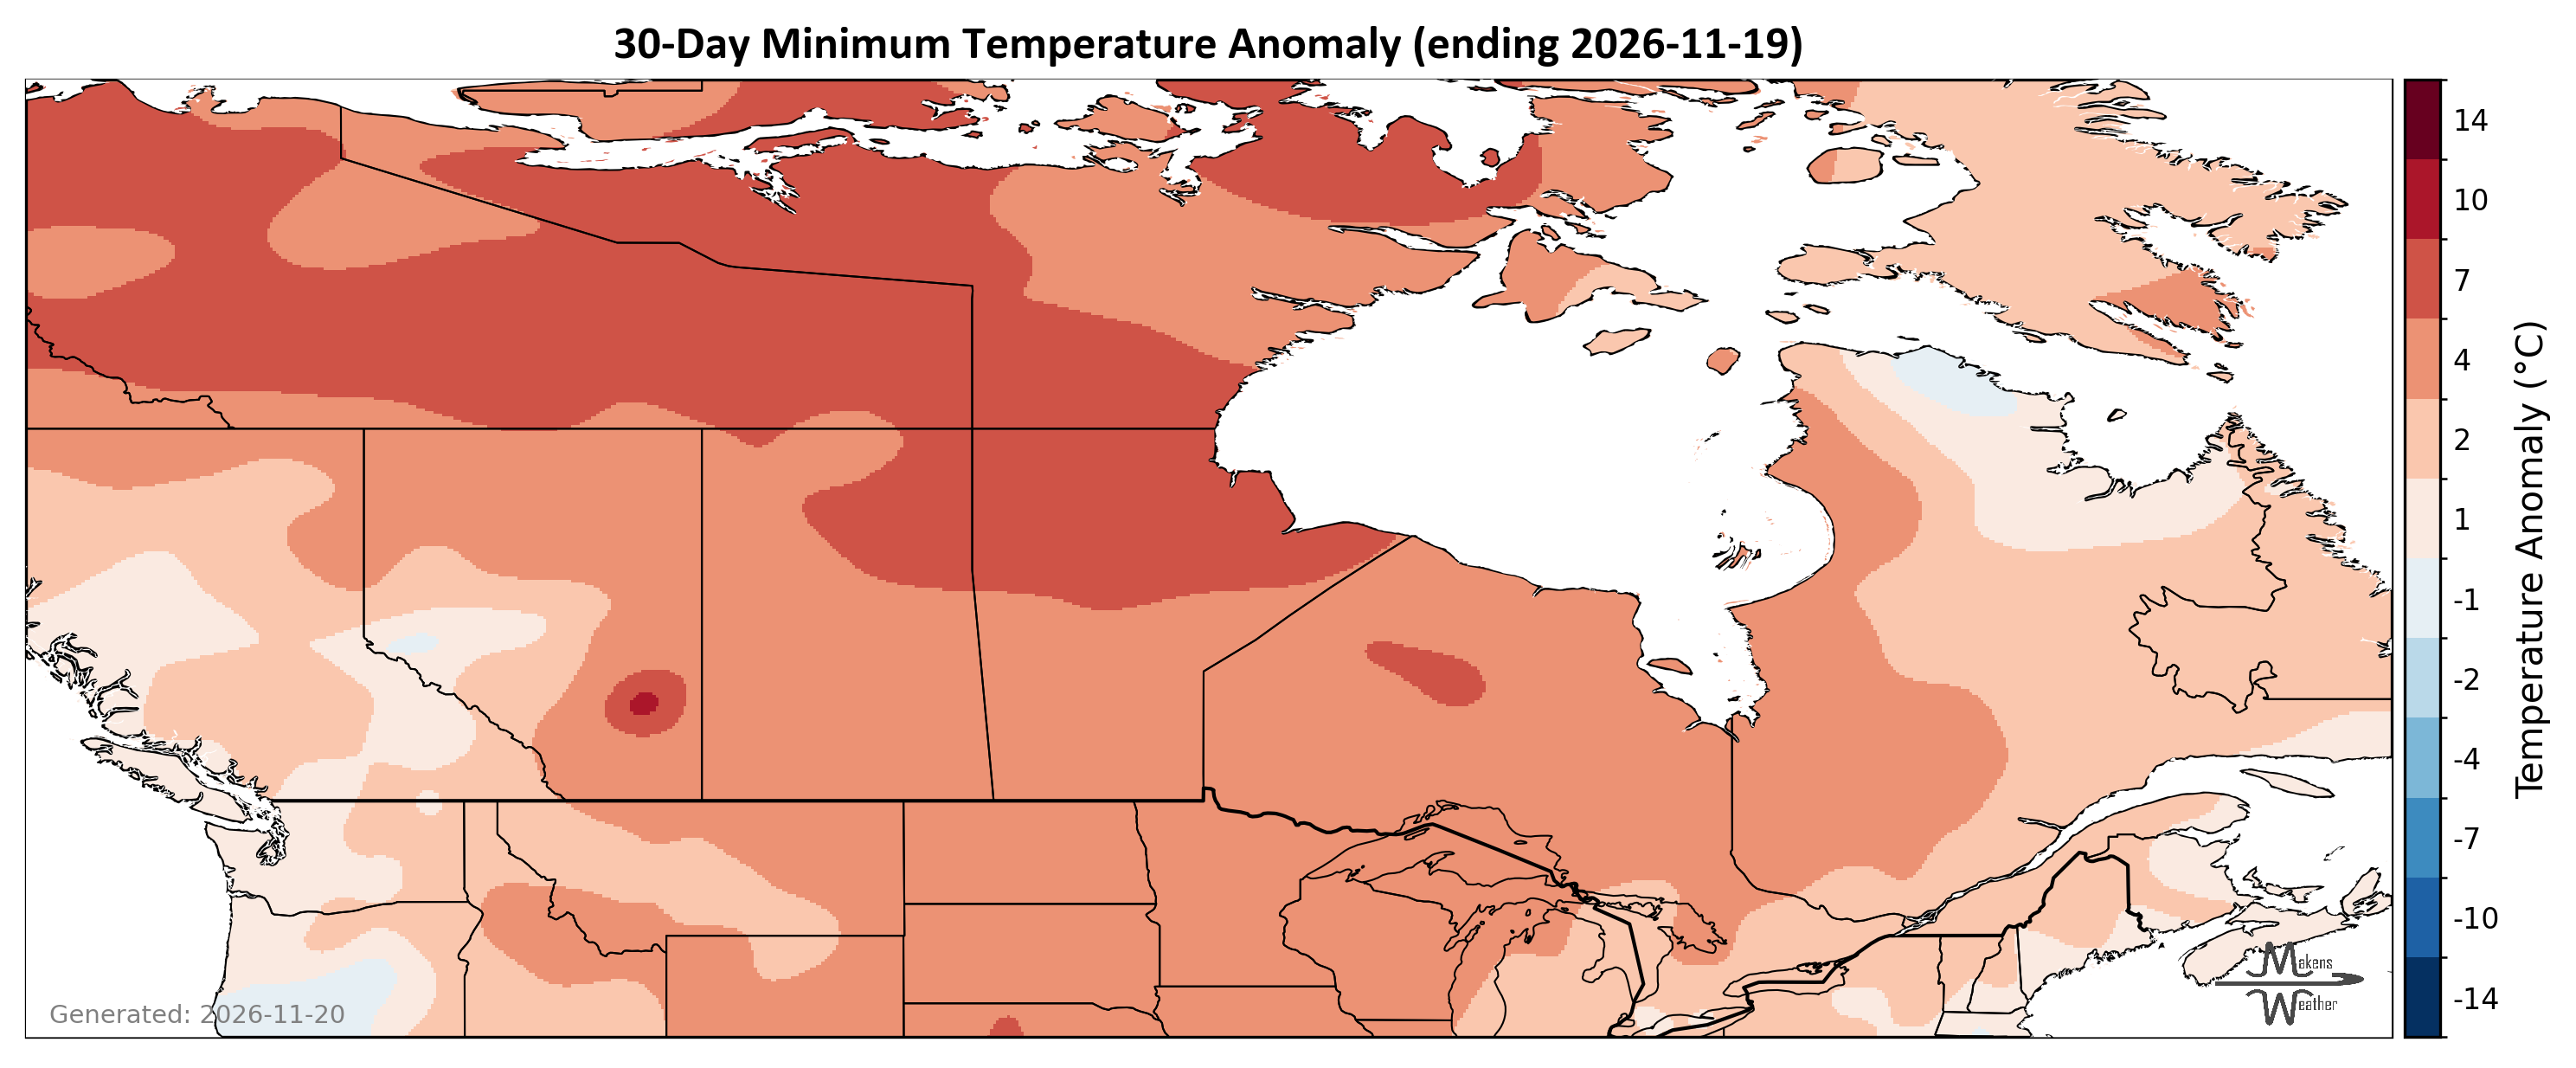 30-Day Minimum Temperature Anomaly (ending 2026-11-19)
14
10
7
4
2
1
-1
-2
-4
-7
-10
-14
Temperature Anomaly (°C)
Makens
Weather
Generated: 2026-11-20